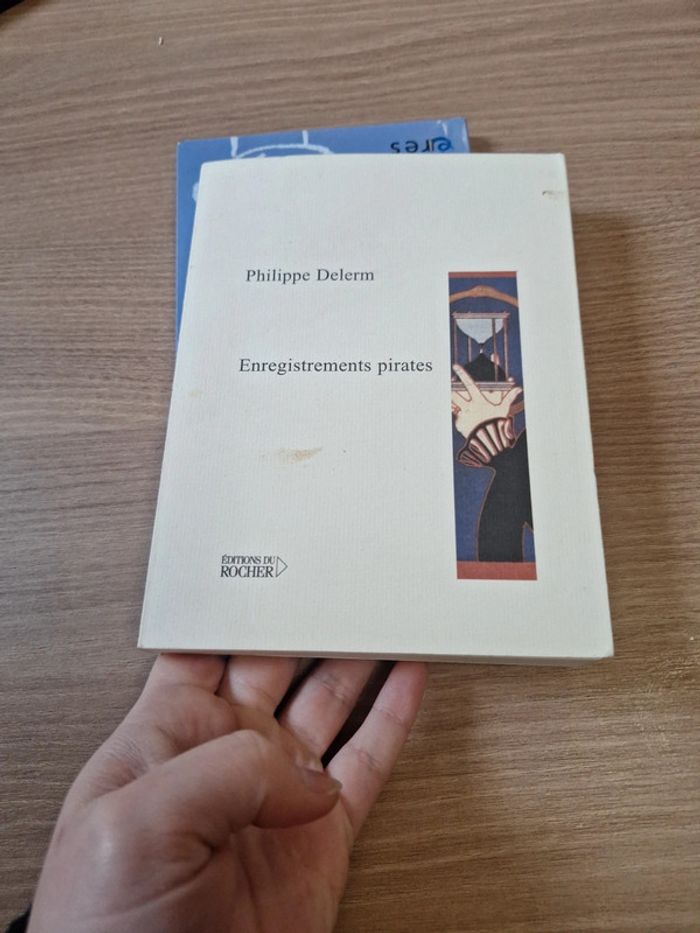 Philippe Delerm
Enregistrements pirates
ÉDITIONS DU
ROCHER